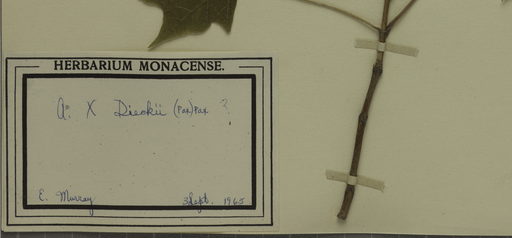 HERBARIUM MONACENSE.
A. X Dieckii (Pax) Pax ?
E. Murray Sept. 1965